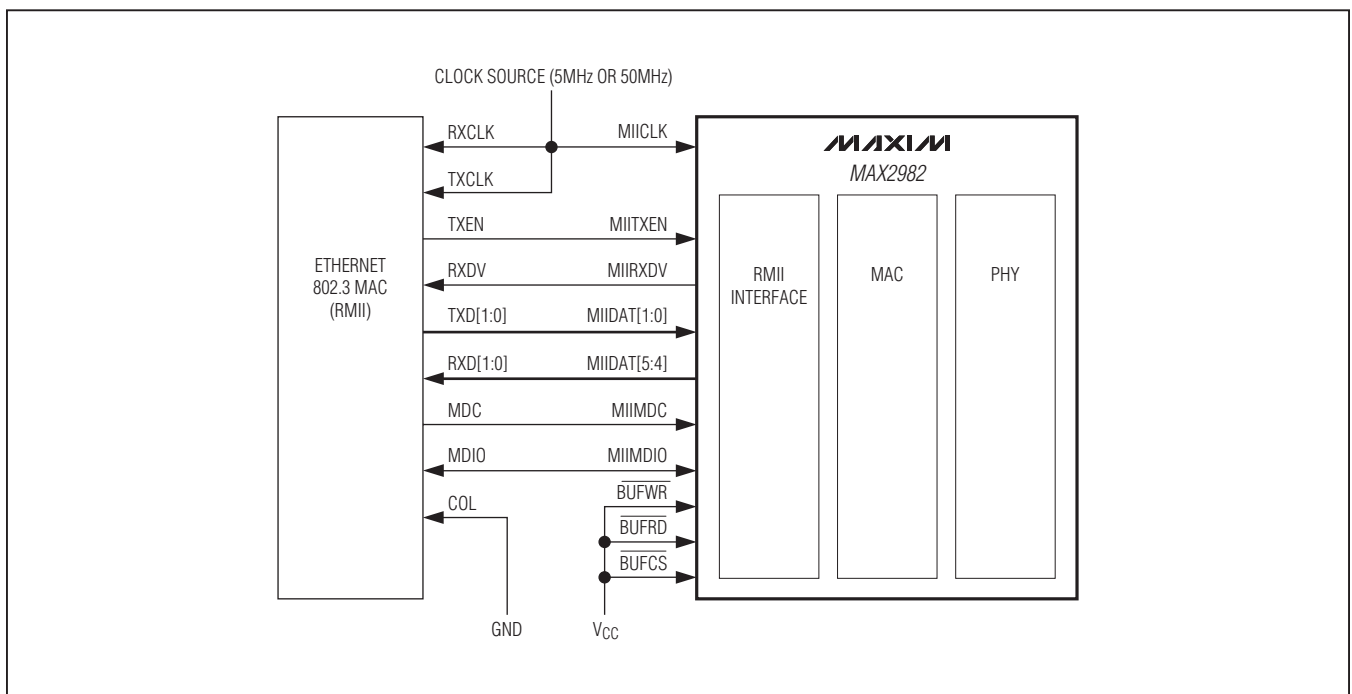 CLOCK SOURCE (5MHz OR 50MHz)
RXCLK
MIICLK
MAXIM
MAX2982
TXCLK
TXEN
MIITXEN
ETHERNET
802.3 MAC
(RMII)
RXDV
MIIRXDV
RMII
INTERFACE
MAC
PHY
TXD[1:0]
MIIDAT[1:0]
RXD[1:0]
MIIDAT[5:4]
MDC
MIIMDC
MDIO
MIIMDIO
BUFWR
COL
BUFRD
BUFCS
GND
VCC